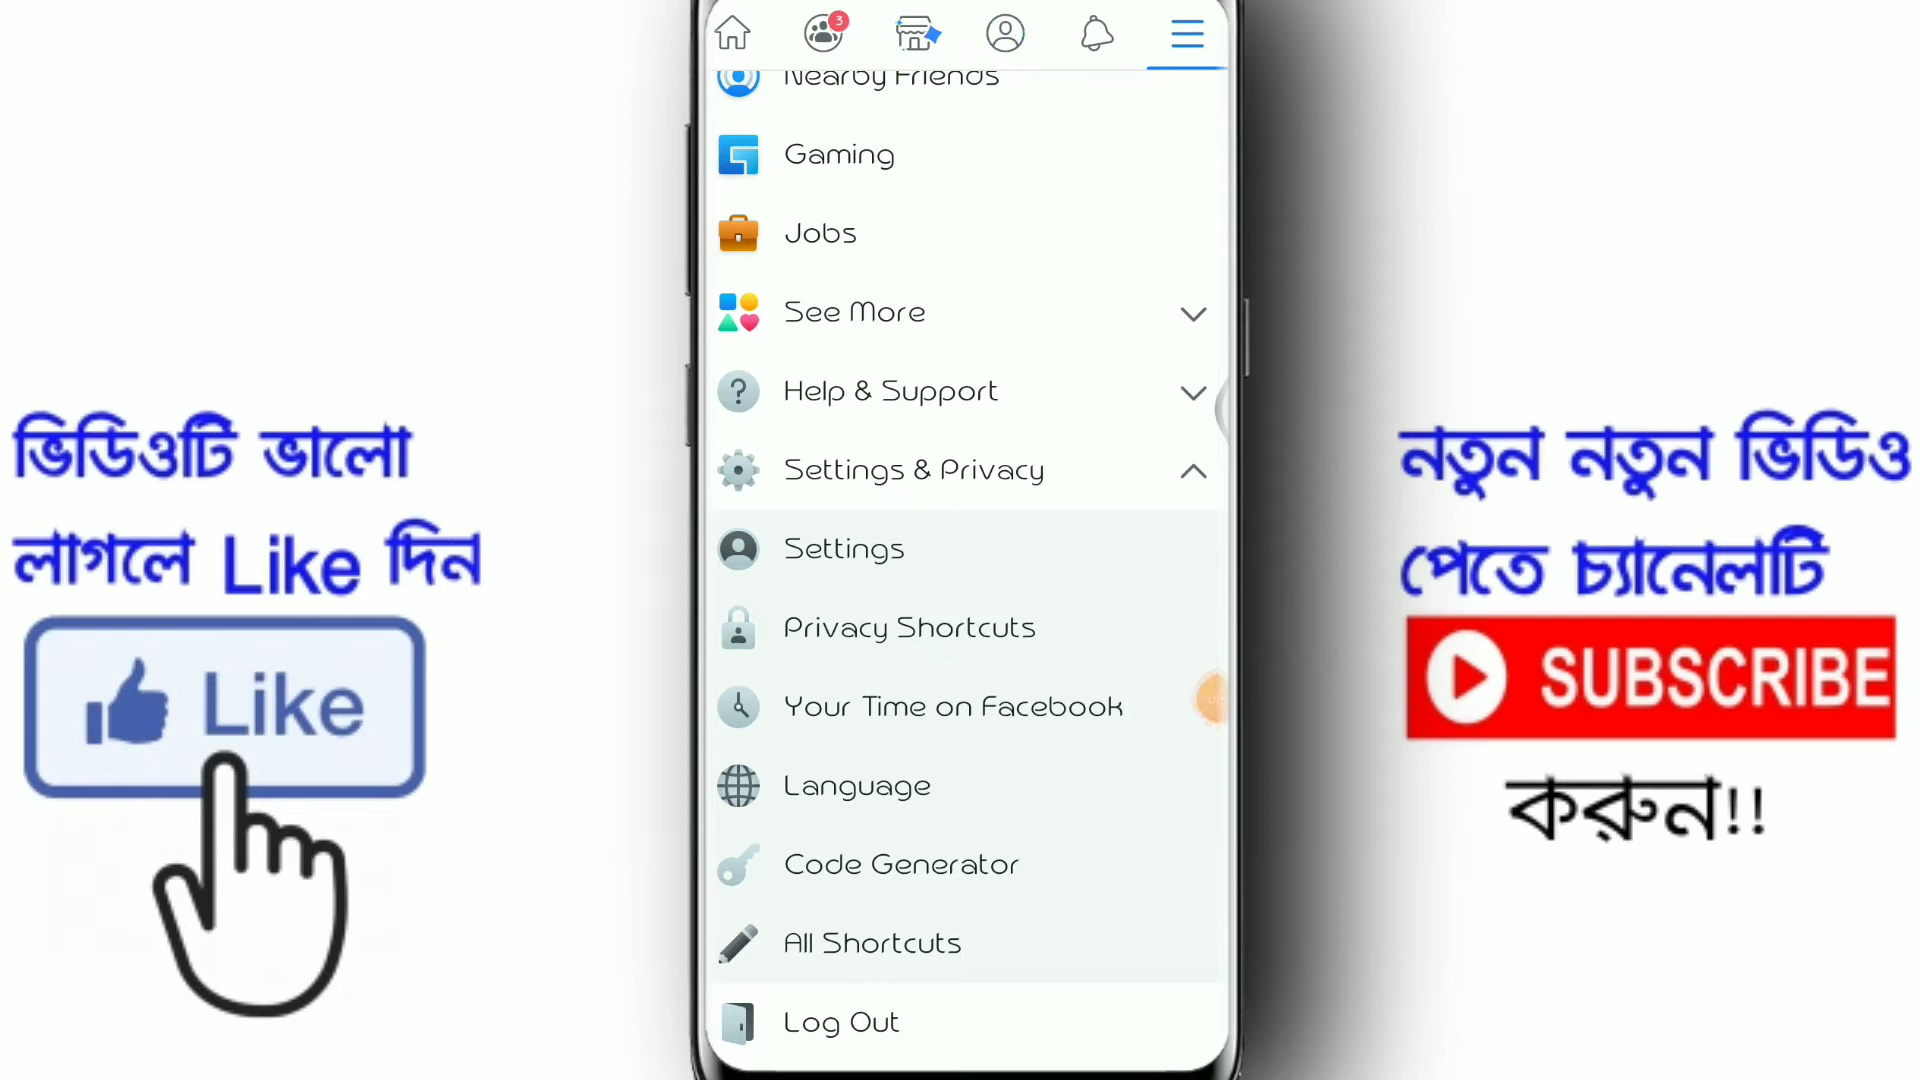 3
Nearby Friends
Gaming
Jobs
See More
Help & Support
Settings & Privacy
Settings
Privacy Shortcuts
Your Time on Facebook
Language
Code Generator
All Shortcuts
Log Out
ভিডিওটি ভালো
লাগলে Like দিন
Like
নতুন নতুন ভিডিও
পেতে চ্যানেলটি
SUBSCRIBE
করুন!!